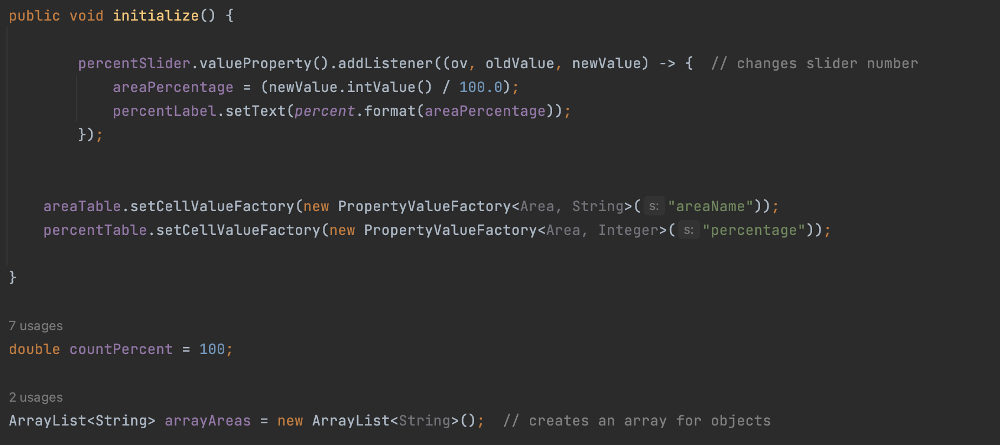 public void initialize() {
percentSlider.valueProperty().addListener((ov, oldValue, newValue) -> {  // changes slider number
areaPercentage = (newValue.intValue() / 100.0);
percentLabel.setText(percent.format(areaPercentage));
});
areaTable.setCellValueFactory(new PropertyValueFactory<Area, String>( s: "areaName"));
percentTable.setCellValueFactory(new PropertyValueFactory<Area, Integer>( s: "percentage"));
}
7 usages
double countPercent = 100;
2 usages
ArrayList<String> arrayAreas = new ArrayList<String>();  // creates an array for objects